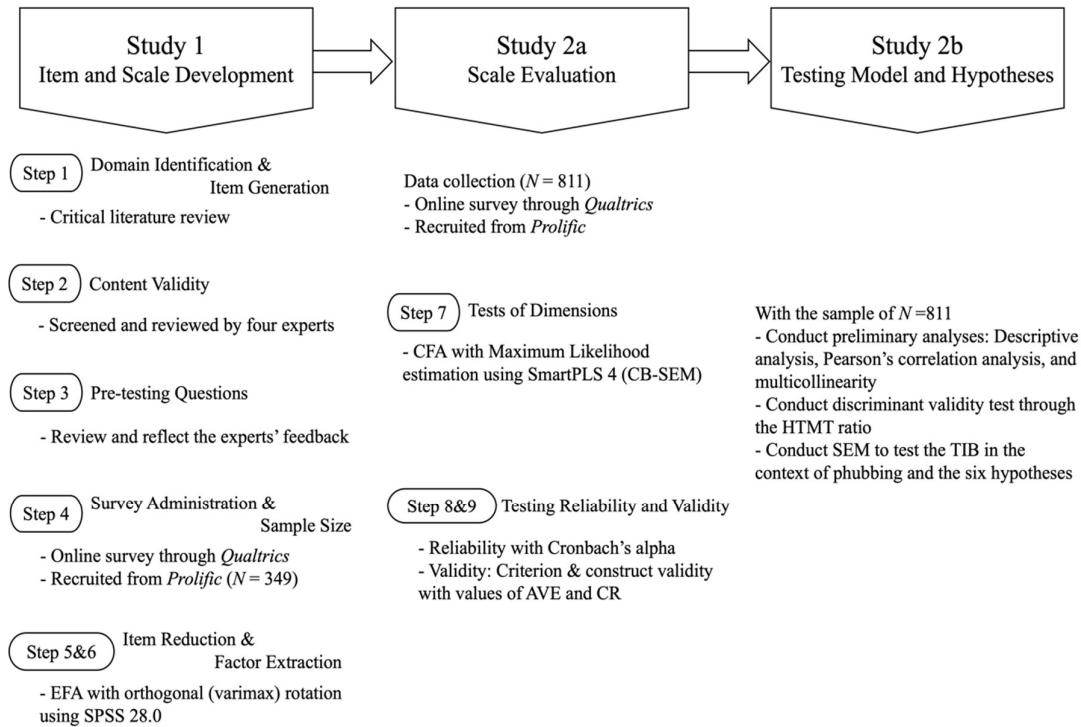 Study 1
Item and Scale Development
Study 2a
Scale Evaluation
Study 2b
Testing Model and Hypotheses
Step 1
Domain Identification &
Item Generation
- Critical literature review
Step 2
Content Validity
- Screened and reviewed by four experts
Step 3
Pre-testing Questions
- Review and reflect the experts' feedback
Step 4
Survey Administration &
Sample Size
- Online survey through Qualtrics
- Recruited from Prolific (N = 349)
Step 5&6
Item Reduction &
Factor Extraction
- EFA with orthogonal (varimax) rotation
using SPSS 28.0
Data collection (N = 811)
- Online survey through Qualtrics
- Recruited from Prolific
Step 7
Tests of Dimensions
- CFA with Maximum Likelihood
estimation using SmartPLS 4 (CB-SEM)
Step 8&9
Testing Reliability and Validity
- Reliability with Cronbach's alpha
- Validity: Criterion & construct validity
with values of AVE and CR
With the sample of N =811
- Conduct preliminary analyses: Descriptive
analysis, Pearson's correlation analysis, and
multicollinearity
- Conduct discriminant validity test through
the HTMT ratio
- Conduct SEM to test the TIB in the
context of phubbing and the six hypotheses